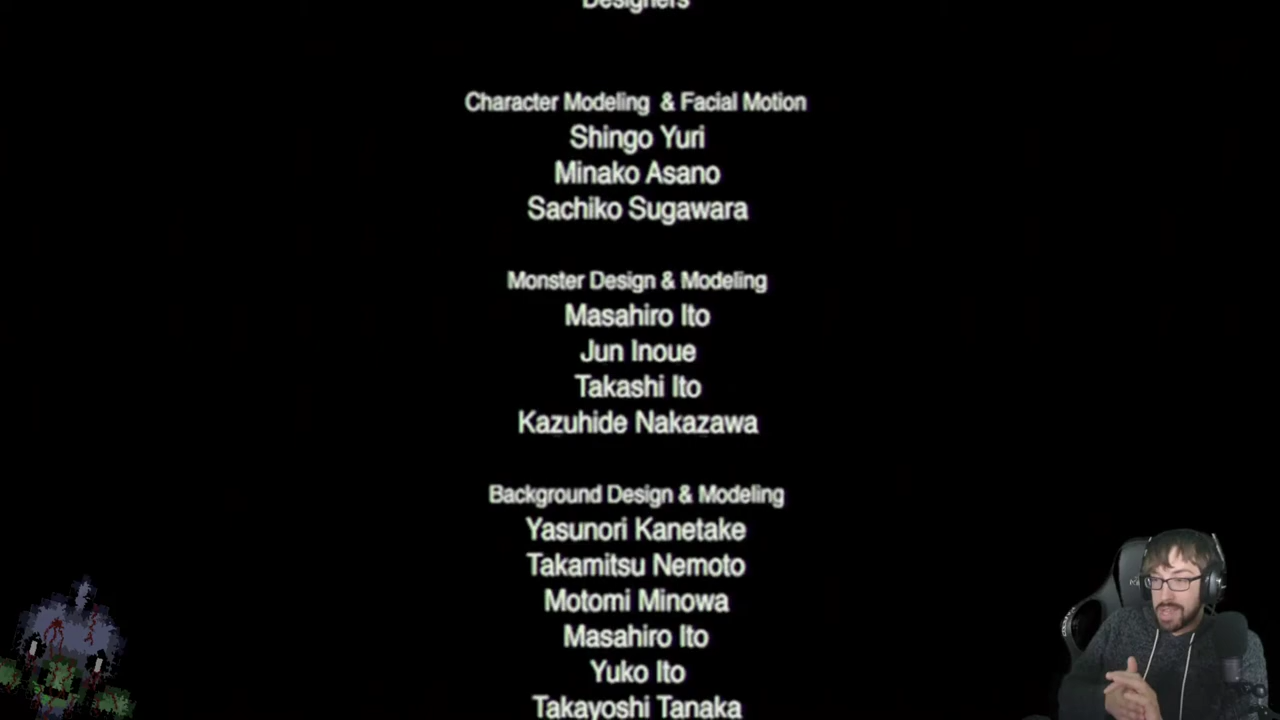 Designers
Character Modeling & Facial Motion
Shingo Yuri
Minako Asano
Sachiko Sugawara
Monster Design & Modeling
Masahiro Ito
Jun Inoue
Takashi Ito
Kazuhide Nakazawa
Background Design & Modeling
Yasunori Kanetake
Takamitsu Nemoto
Motomi Minowa
Masahiro Ito
Yuko Ito
Takayoshi Tanaka